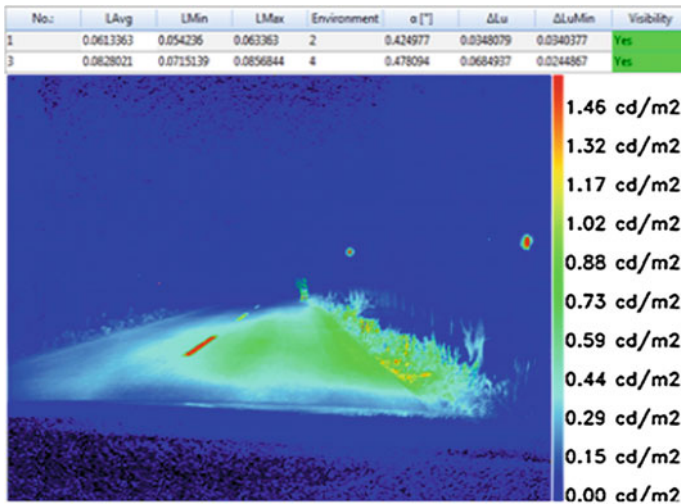 No.: LAvg LMin LMax Environment α [°] ΔLu ΔLuMin Visibility
1 0.0613363 0.054236 0.063363 2 0.424977 0.0348079 0.0340377 Yes
3 0.0828021 0.0715139 0.0856844 4 0.478094 0.0684937 0.0244867 Yes
1.46 cd/m2
1.32 cd/m2
1.17 cd/m2
1.02 cd/m2
0.88 cd/m2
0.73 cd/m2
0.59 cd/m2
0.44 cd/m2
0.29 cd/m2
0.15 cd/m2
0.00 cd/m2